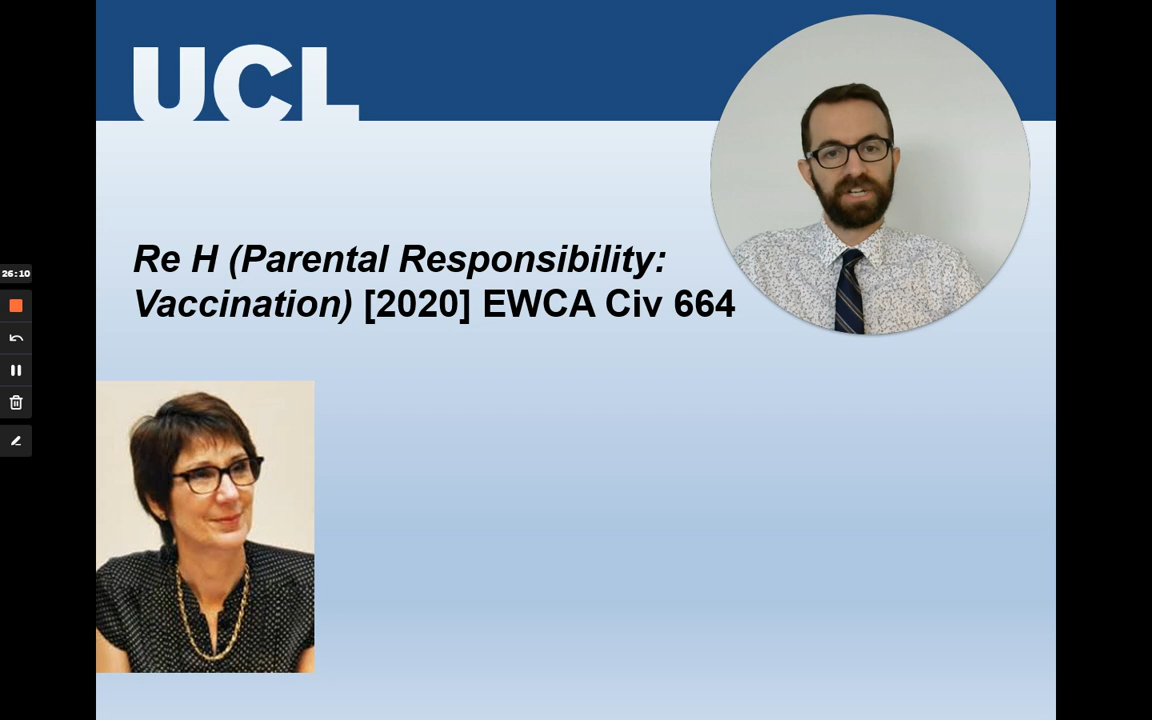 UCL
Re H (Parental Responsibility:
Vaccination) [2020] EWCA Civ 664
26:10